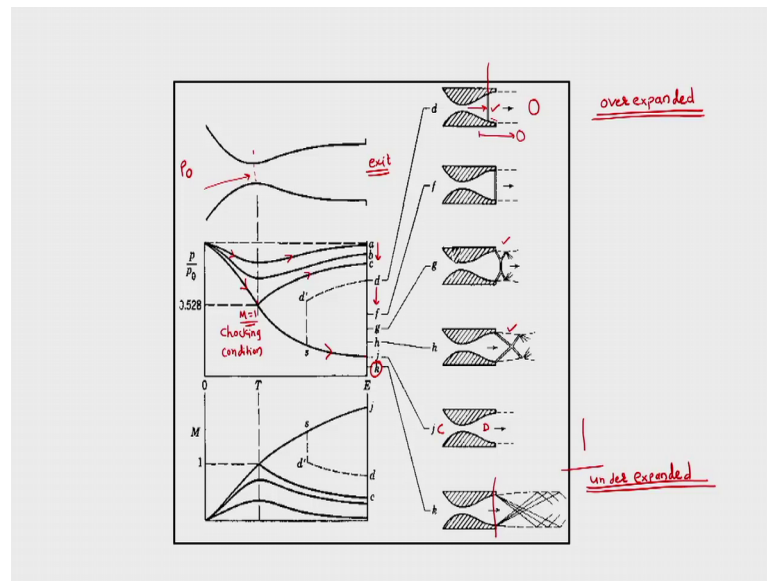 d
O
over expanded
O
P0
exit
f
a
b
c
p
p0
d
d'
g
f
0.528
M=1
g
Chocking
h
condition
s
j
h
k
0
T
E
j
j
C
D
M
s
1
d'
d
under expanded
c
k